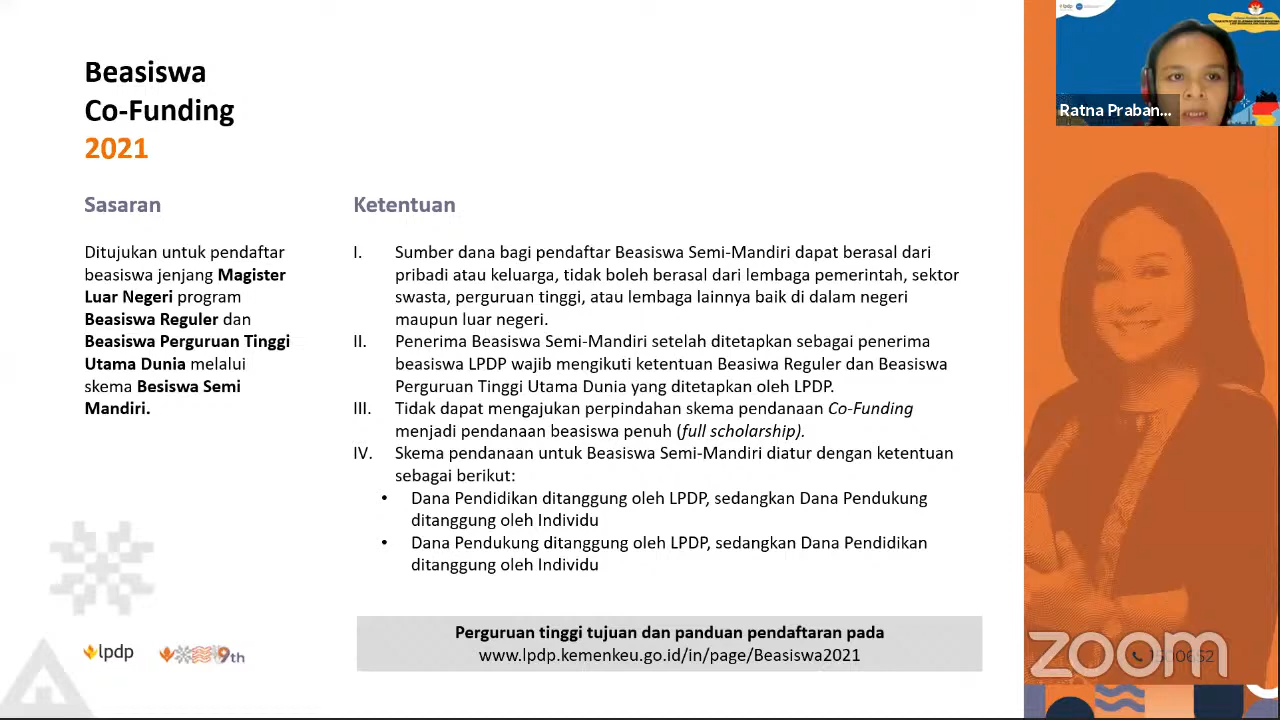 Beasiswa
Co-Funding
2021
Sasaran
Ditujukan untuk pendaftar
beasiswa jenjang Magister
Luar Negeri program
Beasiswa Reguler dan
Beasiswa Perguruan Tinggi
Utama Dunia melalui
skema Besiswa Semi
Mandiri.
Ketentuan
I. Sumber dana bagi pendaftar Beasiswa Semi-Mandiri dapat berasal dari
pribadi atau keluarga, tidak boleh berasal dari lembaga pemerintah, sektor
swasta, perguruan tinggi, atau lembaga lainnya baik di dalam negeri
maupun luar negeri.
II. Penerima Beasiswa Semi-Mandiri setelah ditetapkan sebagai penerima
beasiswa LPDP wajib mengikuti ketentuan Beasiwa Reguler dan Beasiswa
Perguruan Tinggi Utama Dunia yang ditetapkan oleh LPDP.
III. Tidak dapat mengajukan perpindahan skema pendanaan Co-Funding
menjadi pendanaan beasiswa penuh (full scholarship).
IV. Skema pendanaan untuk Beasiswa Semi-Mandiri diatur dengan ketentuan
sebagai berikut:
• Dana Pendidikan ditanggung oleh LPDP, sedangkan Dana Pendukung
ditanggung oleh Individu
• Dana Pendukung ditanggung oleh LPDP, sedangkan Dana Pendidikan
ditanggung oleh Individu
Perguruan tinggi tujuan dan panduan pendaftaran pada
www.lpdp.kemenkeu.go.id/in/page/Beasiswa2021
lpdp
9th
Ratna Praban...
zoom